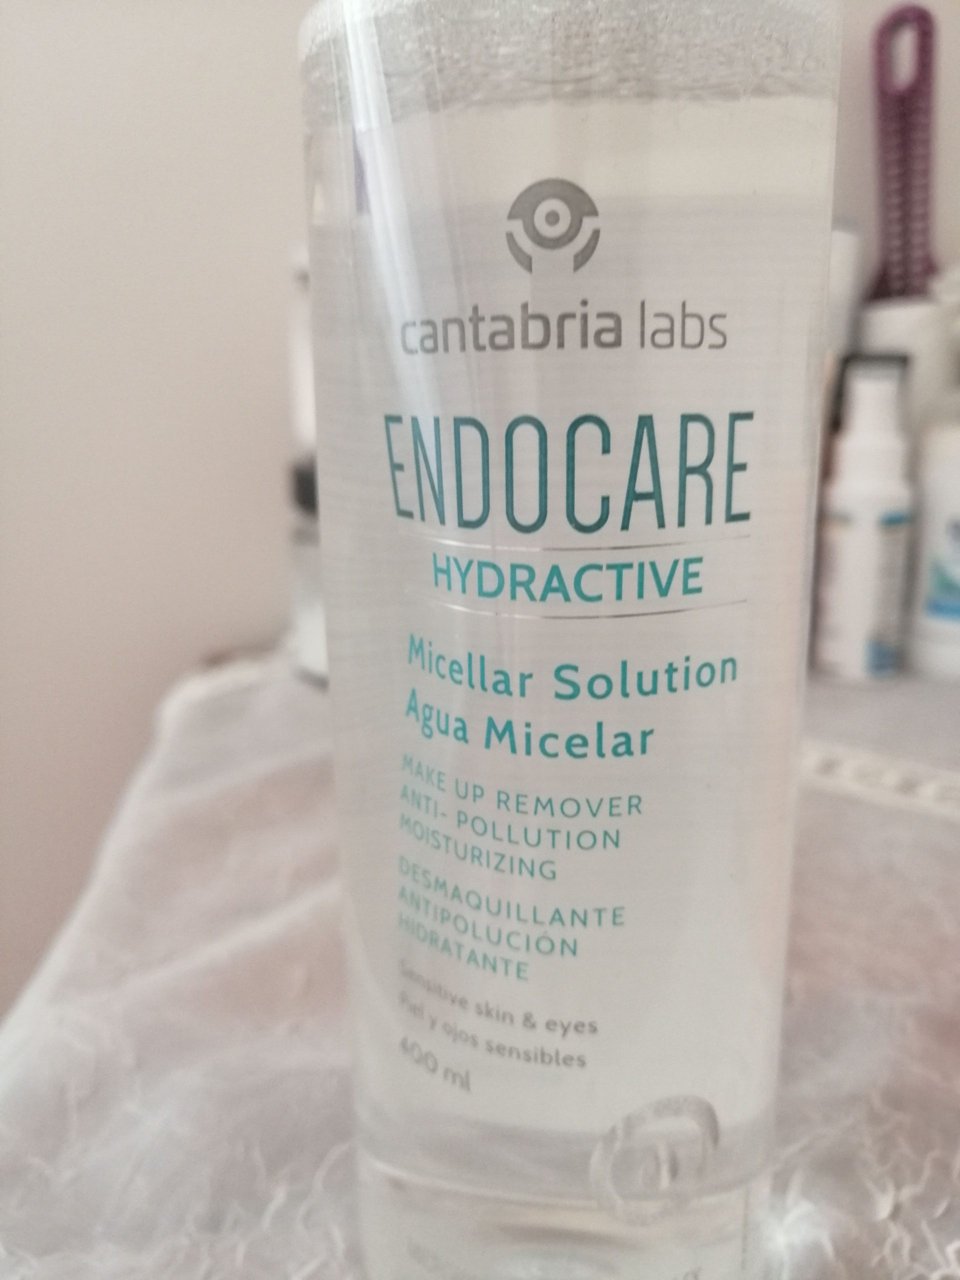 cantabria labs
ENDOCARE
HYDRACTIVE
Micellar Solution
Agua Micelar
MAKE UP REMOVER
ANTI- POLLUTION
MOISTURIZING
DESMAQUILLANTE
ANTIPOLUCIÓN
HIDRATANTE
Sensitive skin & eyes
Piel y ojos sensibles
400 ml